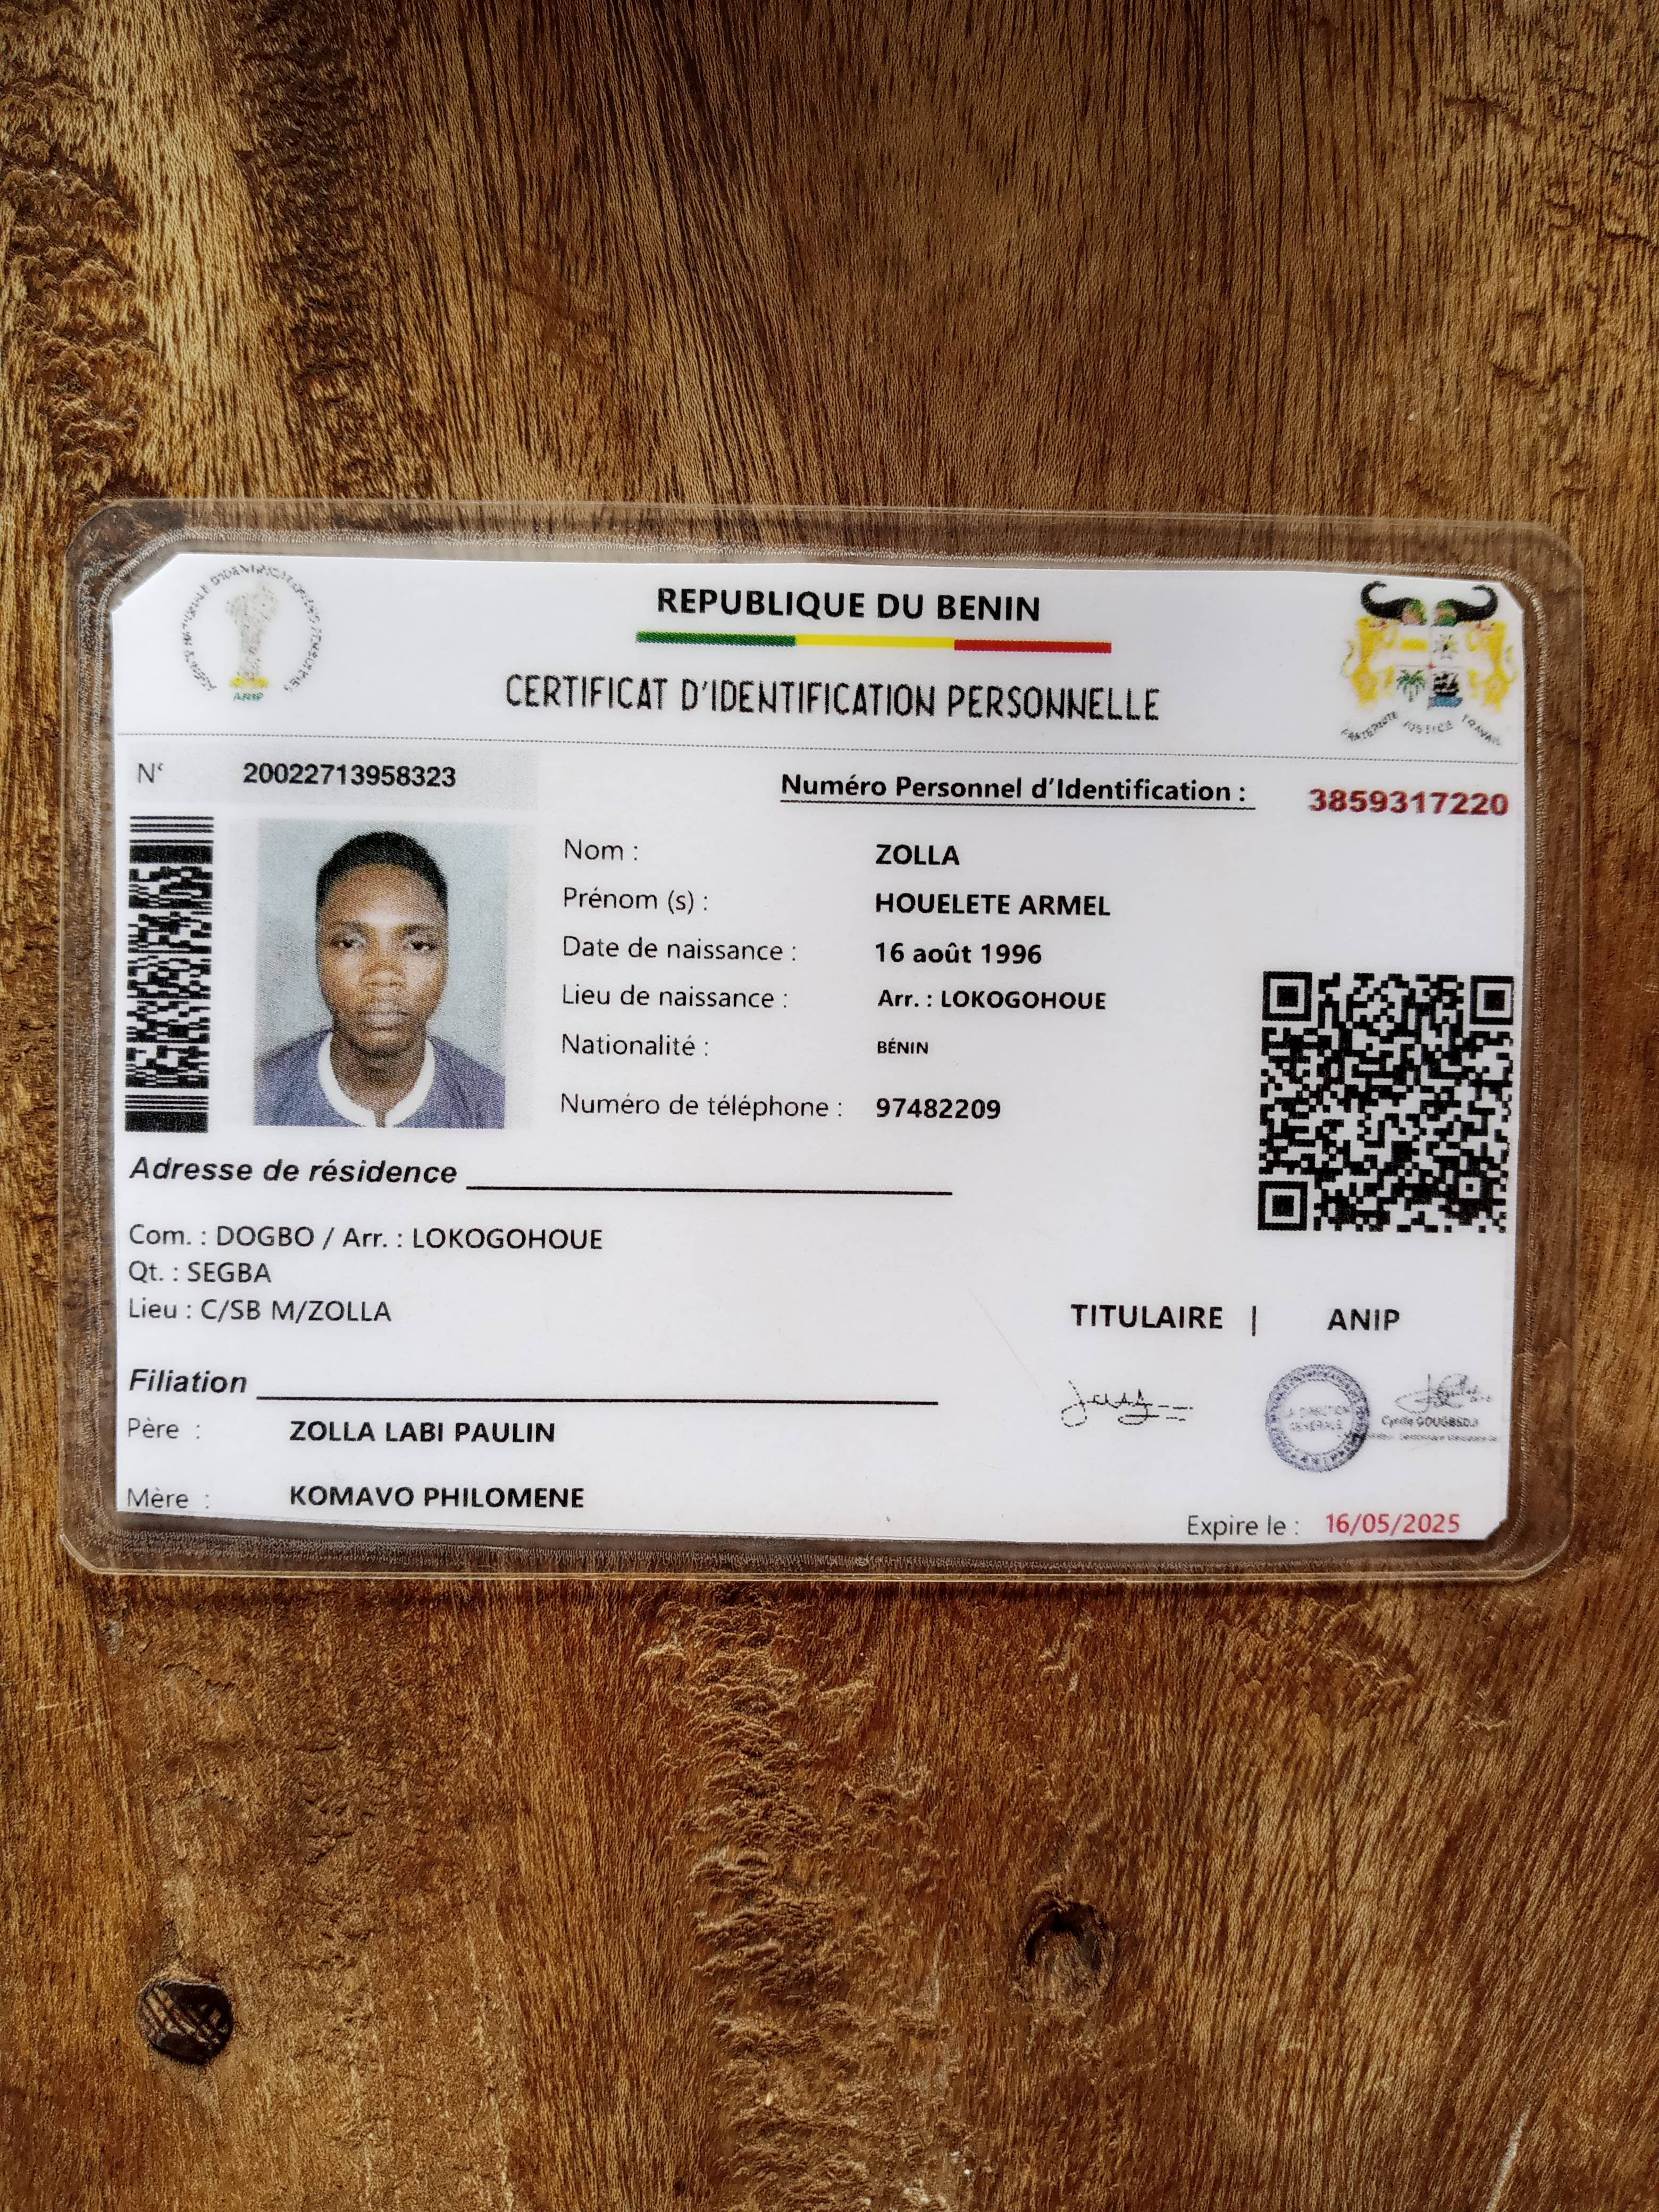 REPUBLIQUE DU BENIN
CERTIFICAT D'IDENTIFICATION PERSONNELLE
ANIP
FRATERNITE JUSTICE TRAVAIL
N° 20022713958323
Numéro Personnel d'Identification : 3859317220
Nom : ZOLLA
Prénom (s) : HOUELETE ARMEL
Date de naissance : 16 août 1996
Lieu de naissance : Arr. : LOKOGOHOUE
Nationalité : BÉNIN
Numéro de téléphone : 97482209
Adresse de résidence
Com. : DOGBO / Arr. : LOKOGOHOUE
Qt. : SEGBA
Lieu : C/SB M/ZOLLA
TITULAIRE | ANIP
Filiation
Père : ZOLLA LABI PAULIN
LA DIRECTION
GENERALE
Mère : KOMAVO PHILOMENE
Expire le : 16/05/2025